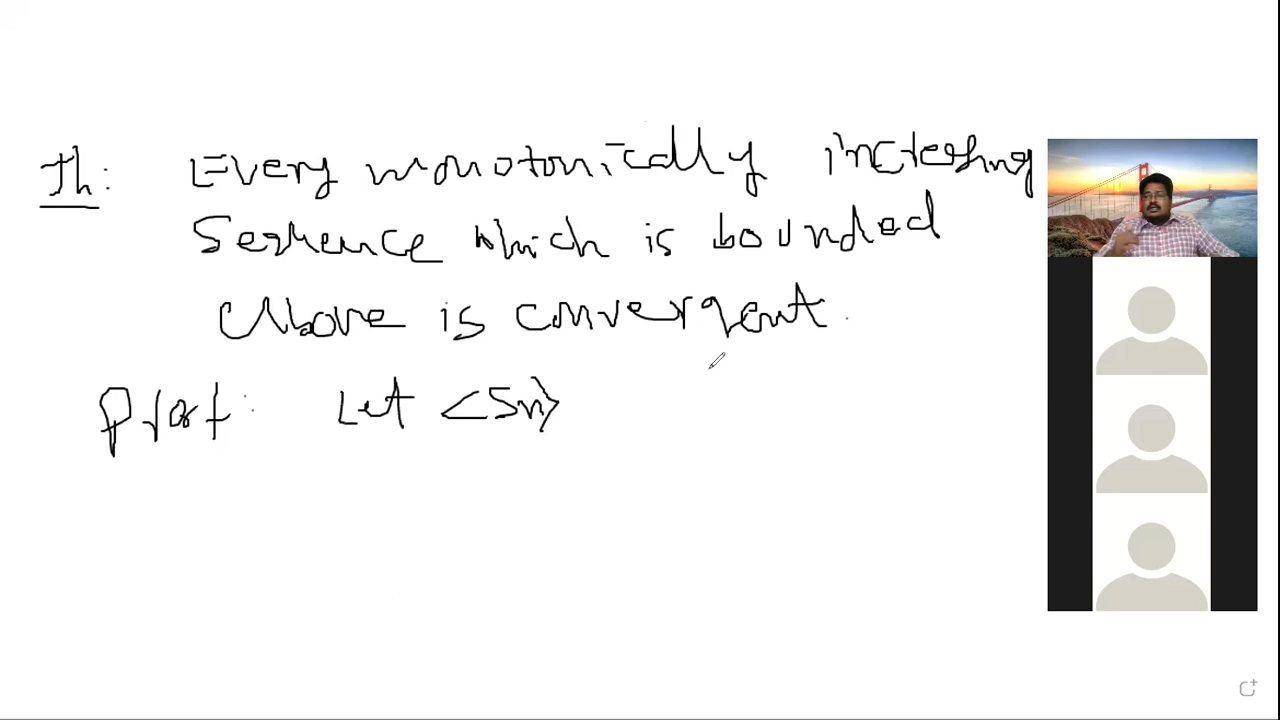 Th: Every monotonically increasing
Sequence which is bounded
above is convergent.
Proof: Let <Sn>